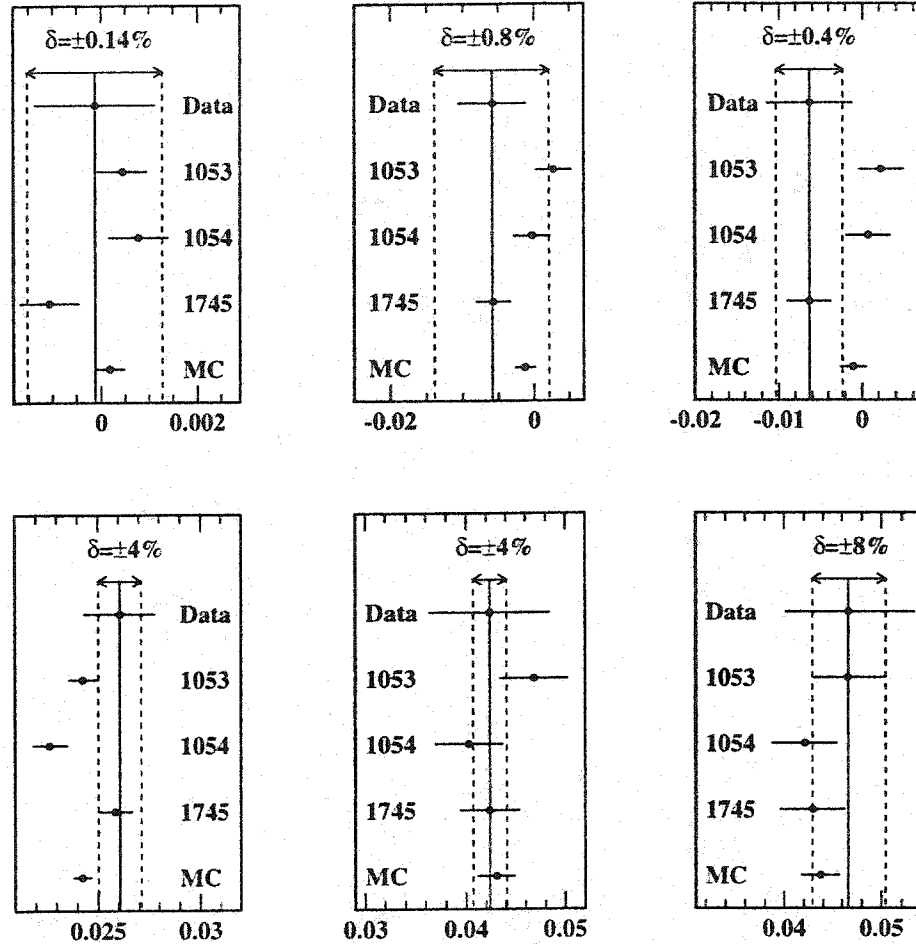 δ=±0.14%
Data
1053
1054
1745
MC
0 0.002
δ=±0.8%
Data
1053
1054
1745
MC
-0.02 0
δ=±0.4%
Data
1053
1054
1745
MC
-0.02 -0.01 0
δ=±4%
Data
1053
1054
1745
MC
0.025 0.03
δ=±4%
Data
1053
1054
1745
MC
0.03 0.04 0.05
δ=±8%
Data
1053
1054
1745
MC
0.04 0.05